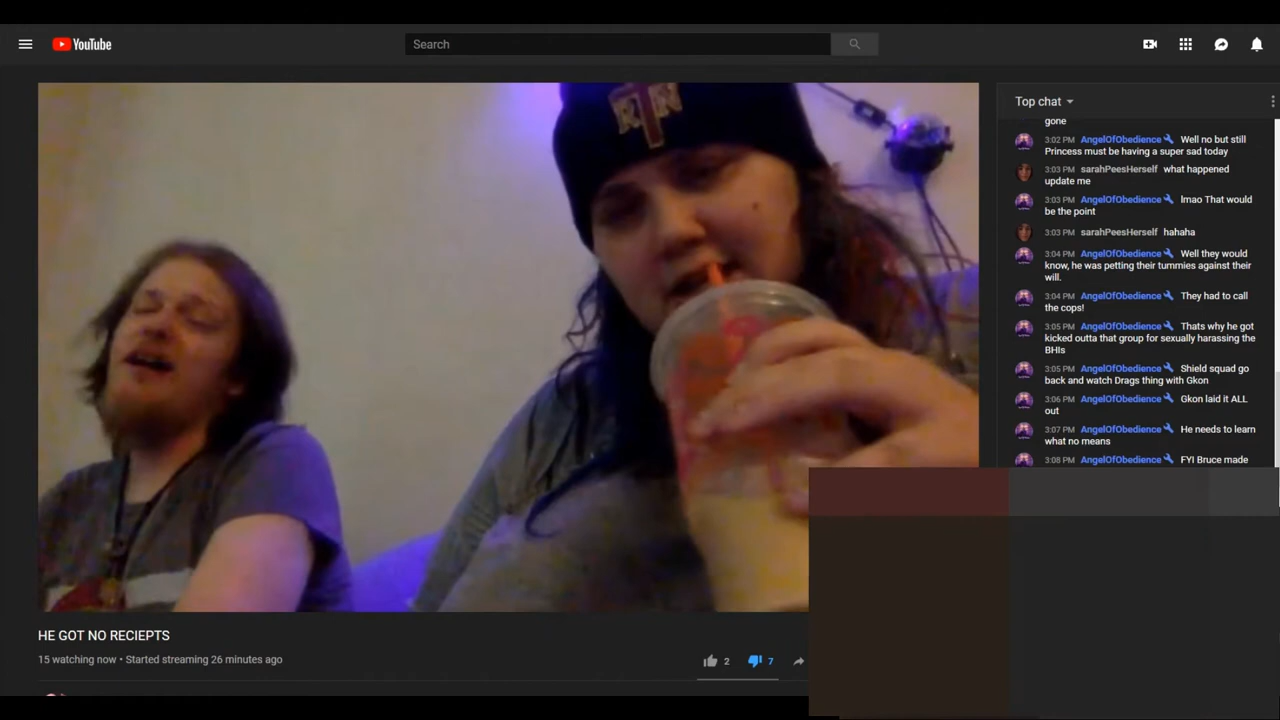 YouTube
Search
RTN
Top chat
gone
3:02 PM AngelOfObedience Well no but still
Princess must be having a super sad today
3:03 PM sarahPeesHerself what happened
update me
3:03 PM AngelOfObedience lmao That would
be the point
3:03 PM sarahPeesHerself hahaha
3:04 PM AngelOfObedience Well they would
know, he was petting their tummies against their
will.
3:04 PM AngelOfObedience They had to call
the cops!
3:05 PM AngelOfObedience Thats why he got
kicked outta that group for sexually harassing the
BHIs
3:05 PM AngelOfObedience Shield squad go
back and watch Drags thing with Gkon
3:06 PM AngelOfObedience Gkon laid it ALL
out
3:07 PM AngelOfObedience He needs to learn
what no means
3:08 PM AngelOfObedience FYI Bruce made
HE GOT NO RECIEPTS
15 watching now • Started streaming 26 minutes ago
2
7